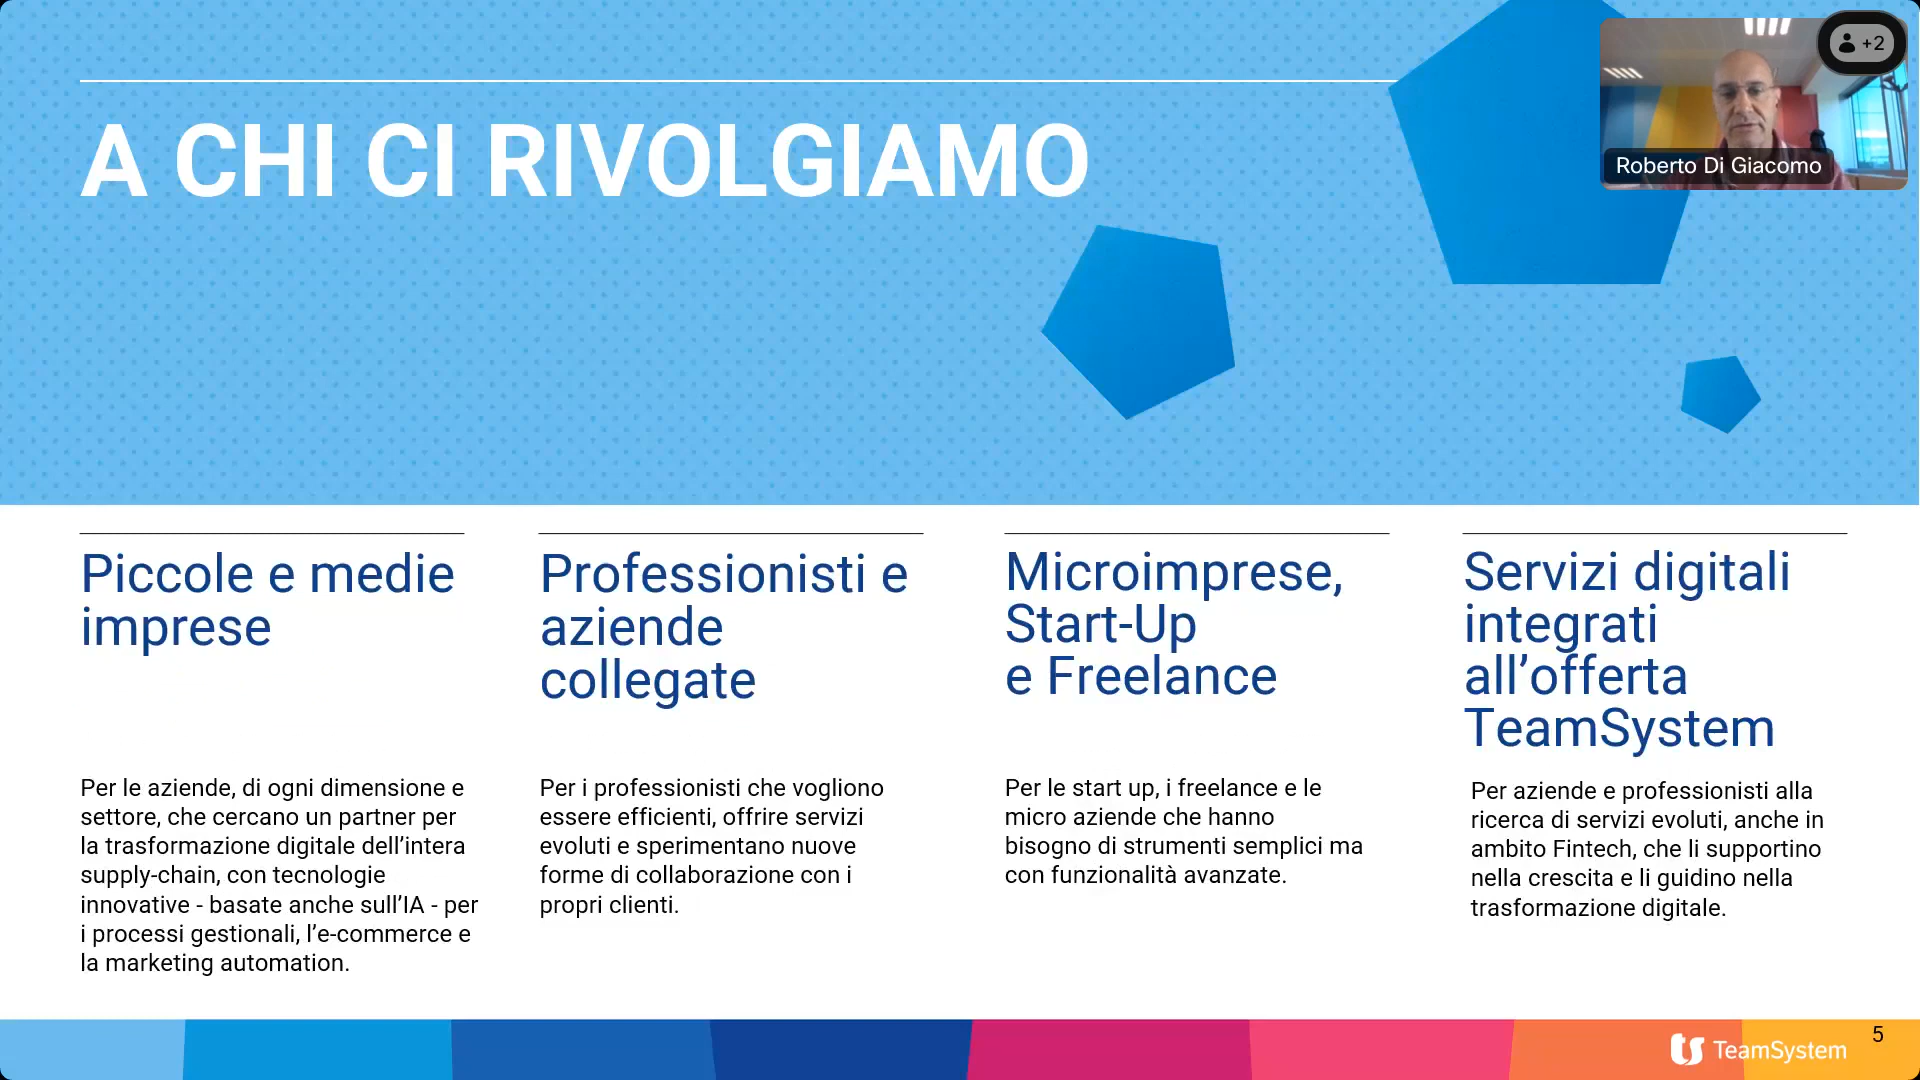 +2
Roberto Di Giacomo
A CHI CI RIVOLGIAMO
Piccole e medie
imprese
Per le aziende, di ogni dimensione e
settore, che cercano un partner per
la trasformazione digitale dell’intera
supply-chain, con tecnologie
innovative - basate anche sull’IA - per
i processi gestionali, l’e-commerce e
la marketing automation.
Professionisti e
aziende
collegate
Per i professionisti che vogliono
essere efficienti, offrire servizi
evoluti e sperimentano nuove
forme di collaborazione con i
propri clienti.
Microimprese,
Start-Up
e Freelance
Per le start up, i freelance e le
micro aziende che hanno
bisogno di strumenti semplici ma
con funzionalità avanzate.
Servizi digitali
integrati
all’offerta
TeamSystem
Per aziende e professionisti alla
ricerca di servizi evoluti, anche in
ambito Fintech, che li supportino
nella crescita e li guidino nella
trasformazione digitale.
TeamSystem
5